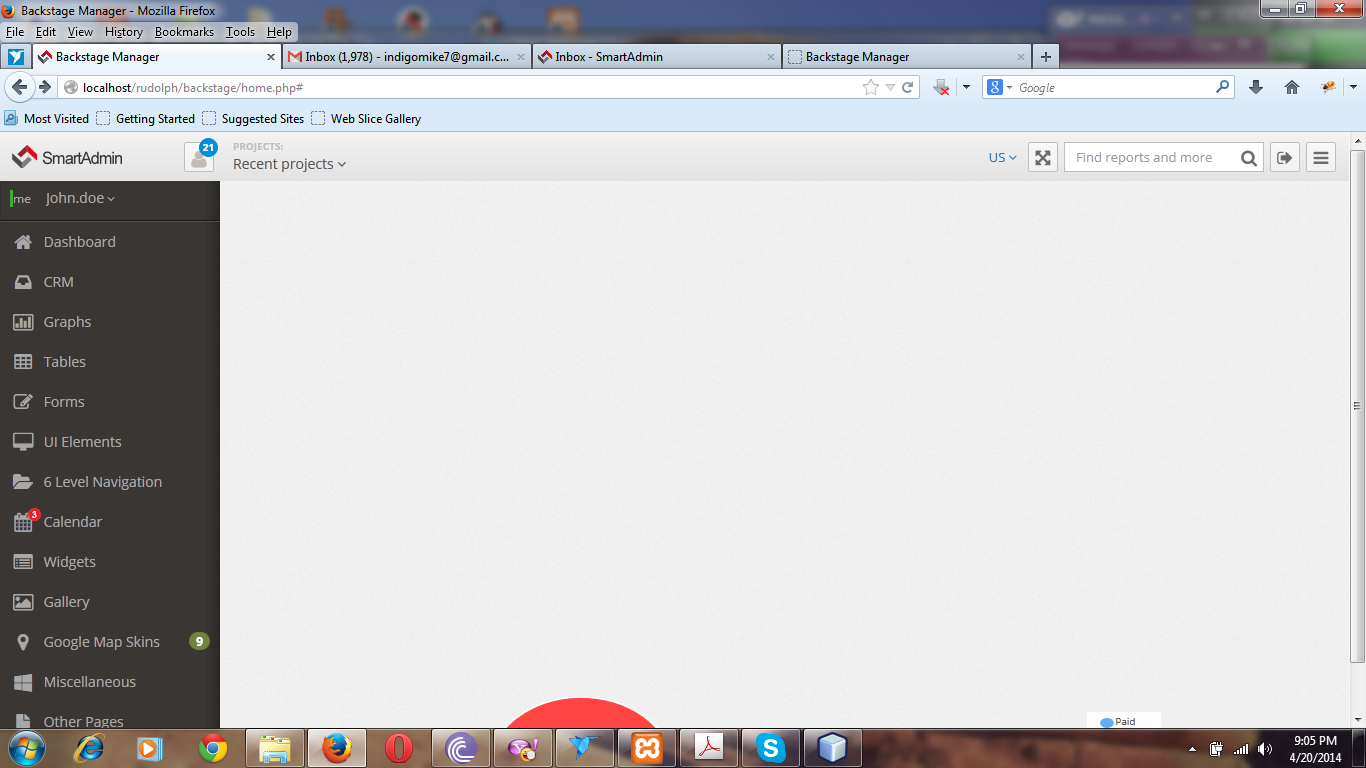 Backstage Manager - Mozilla Firefox
File Edit View History Bookmarks Tools Help
Backstage Manager
Inbox (1,978) - indigomike7@gmail.c...
Inbox - SmartAdmin
Backstage Manager
localhost/rudolph/backstage/home.php#
Google
Most Visited Getting Started Suggested Sites Web Slice Gallery
SmartAdmin
21
PROJECTS:
Recent projects
US
Find reports and more
me John.doe
Dashboard
CRM
Graphs
Tables
Forms
UI Elements
6 Level Navigation
3
Calendar
Widgets
Gallery
Google Map Skins 9
Miscellaneous
Other Pages
Paid
9:05 PM
4/20/2014